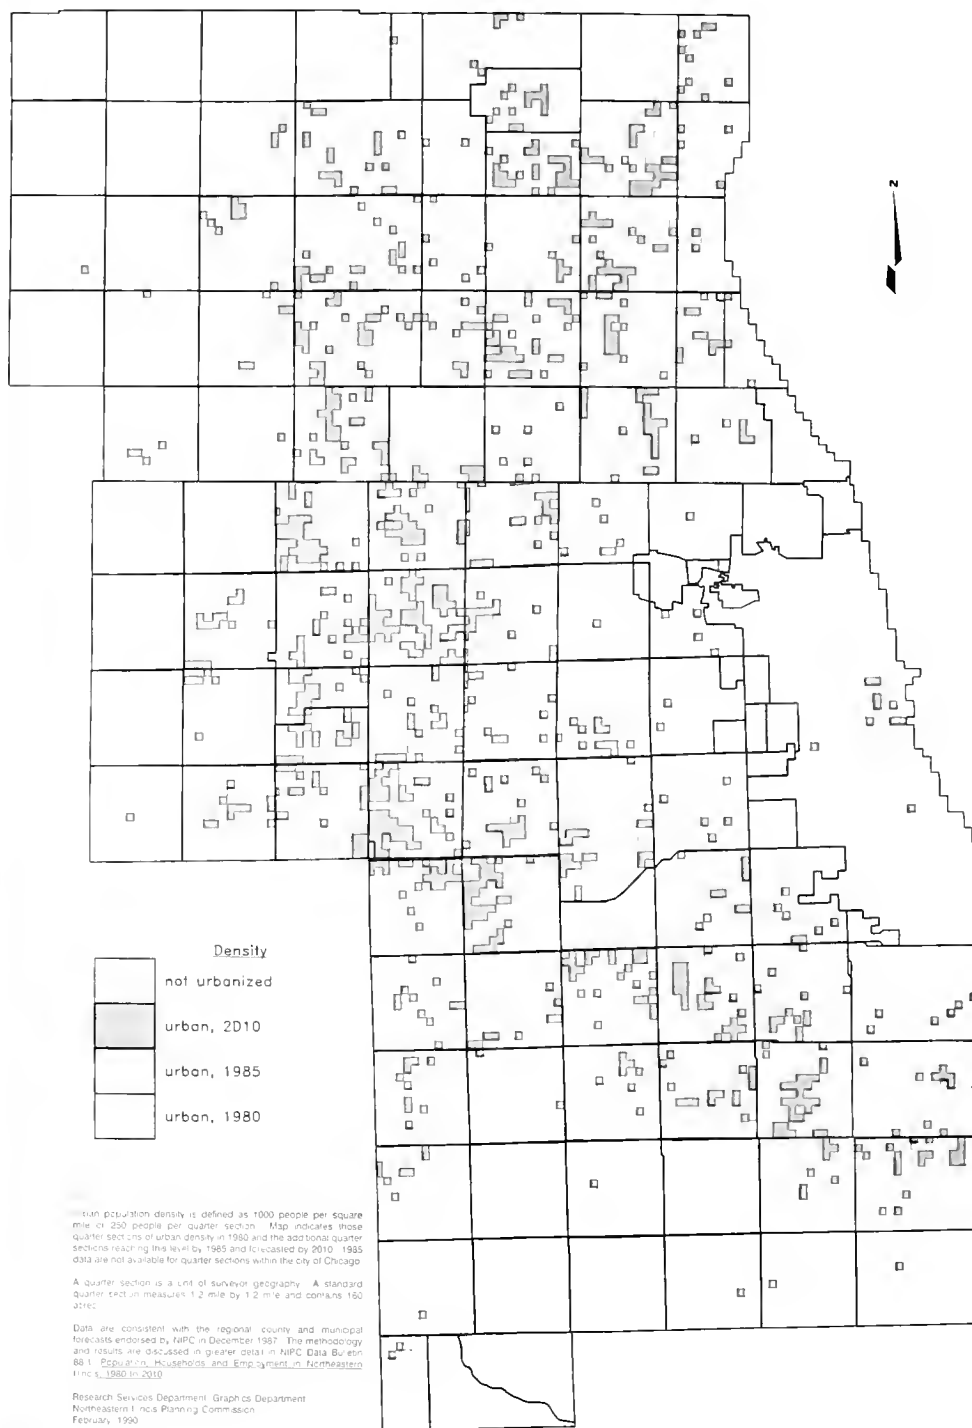 N
Density
not urbanized
urban, 2010
urban, 1985
urban, 1980
population density is defined as 1000 people per square
mile or 250 people per quarter section Map indicates those
quarter sections of urban density in 1980 and the additional quarter
sections reaching this level by 1985 and forecasted by 2010 1985
data are not available for quarter sections within the city of Chicago
A quarter section is a unit of surveyor geography A standard
quarter section measures 1 2 mile by 1 2 mile and contains 160
acres
Data are consistent with the regional county and municipal
forecasts endorsed by NIPC in December 1987 The methodology
and results are discussed in greater detail in NIPC Data Bulletin
88 1 Population, Households and Employment in Northeastern
Illinois, 1980 to 2010
Research Services Department Graphics Department
Northeastern Illinois Planning Commission
February 1990